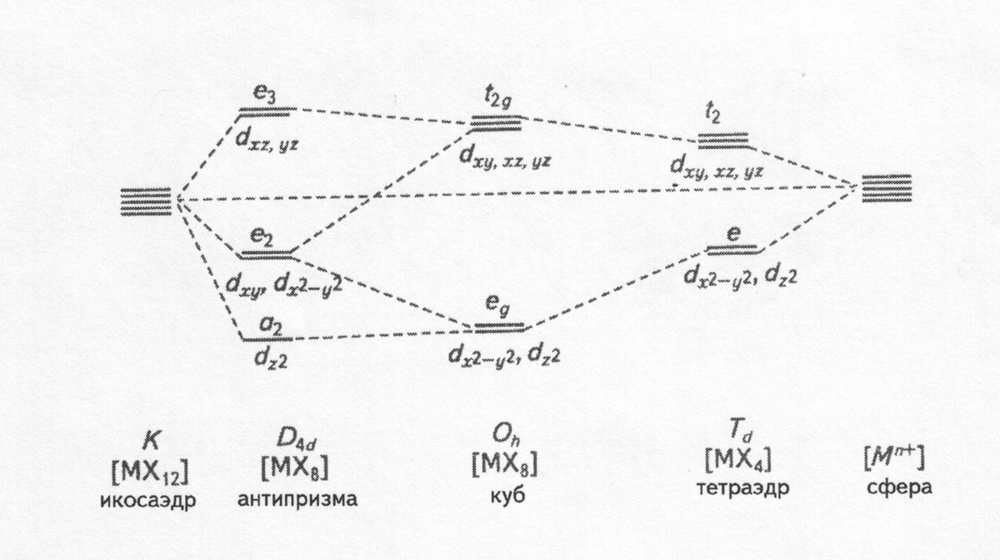 e₃
t₂g
t₂
dxz, yz
dxy, xz, yz
dxy, xz, yz
e₂
e
dxy, dx²−y²
dx²−y², dz²
a₂
eg
dz²
dx²−y², dz²
K
D₄d
Oₕ
Td
[MX₁₂]
[MX₈]
[MX₈]
[MX₄]
[Mⁿ⁺]
икосаэдр
антипризма
куб
тетраэдр
сфера